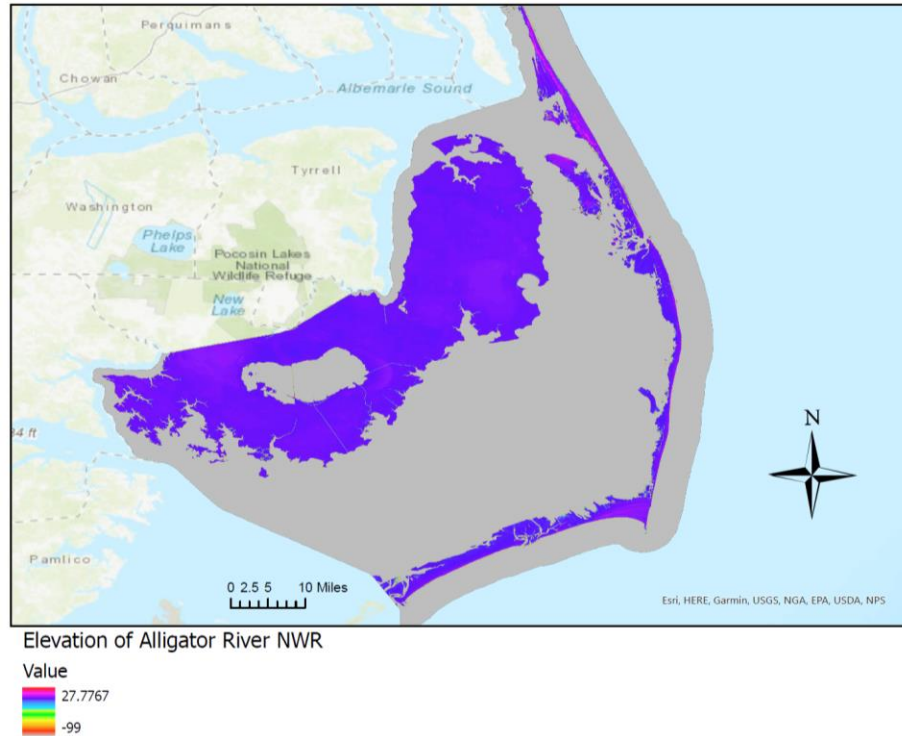 Perquimans
Chowan
Albemarle Sound
Tyrrell
Washington
Phelps
Lake
Pocosin Lakes
National
Wildlife Refuge
New
Lake
N
Pamlico
0 2.5 5 10 Miles
Esri, HERE, Garmin, USGS, NGA, EPA, USDA, NPS
Elevation of Alligator River NWR
Value
27.7767
-99